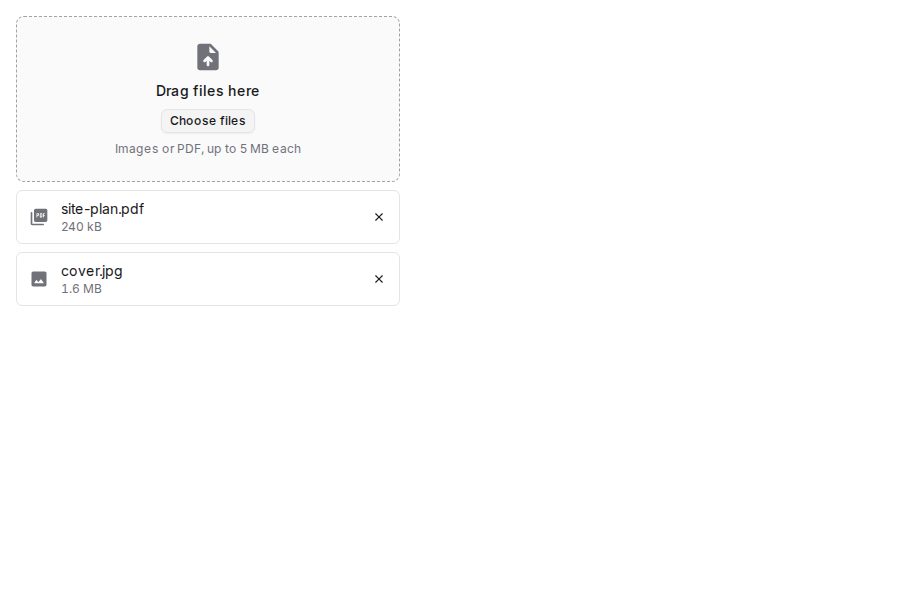 Drag files here
Choose files
Images or PDF, up to 5 MB each
PDF
site-plan.pdf
240 kB
cover.jpg
1.6 MB